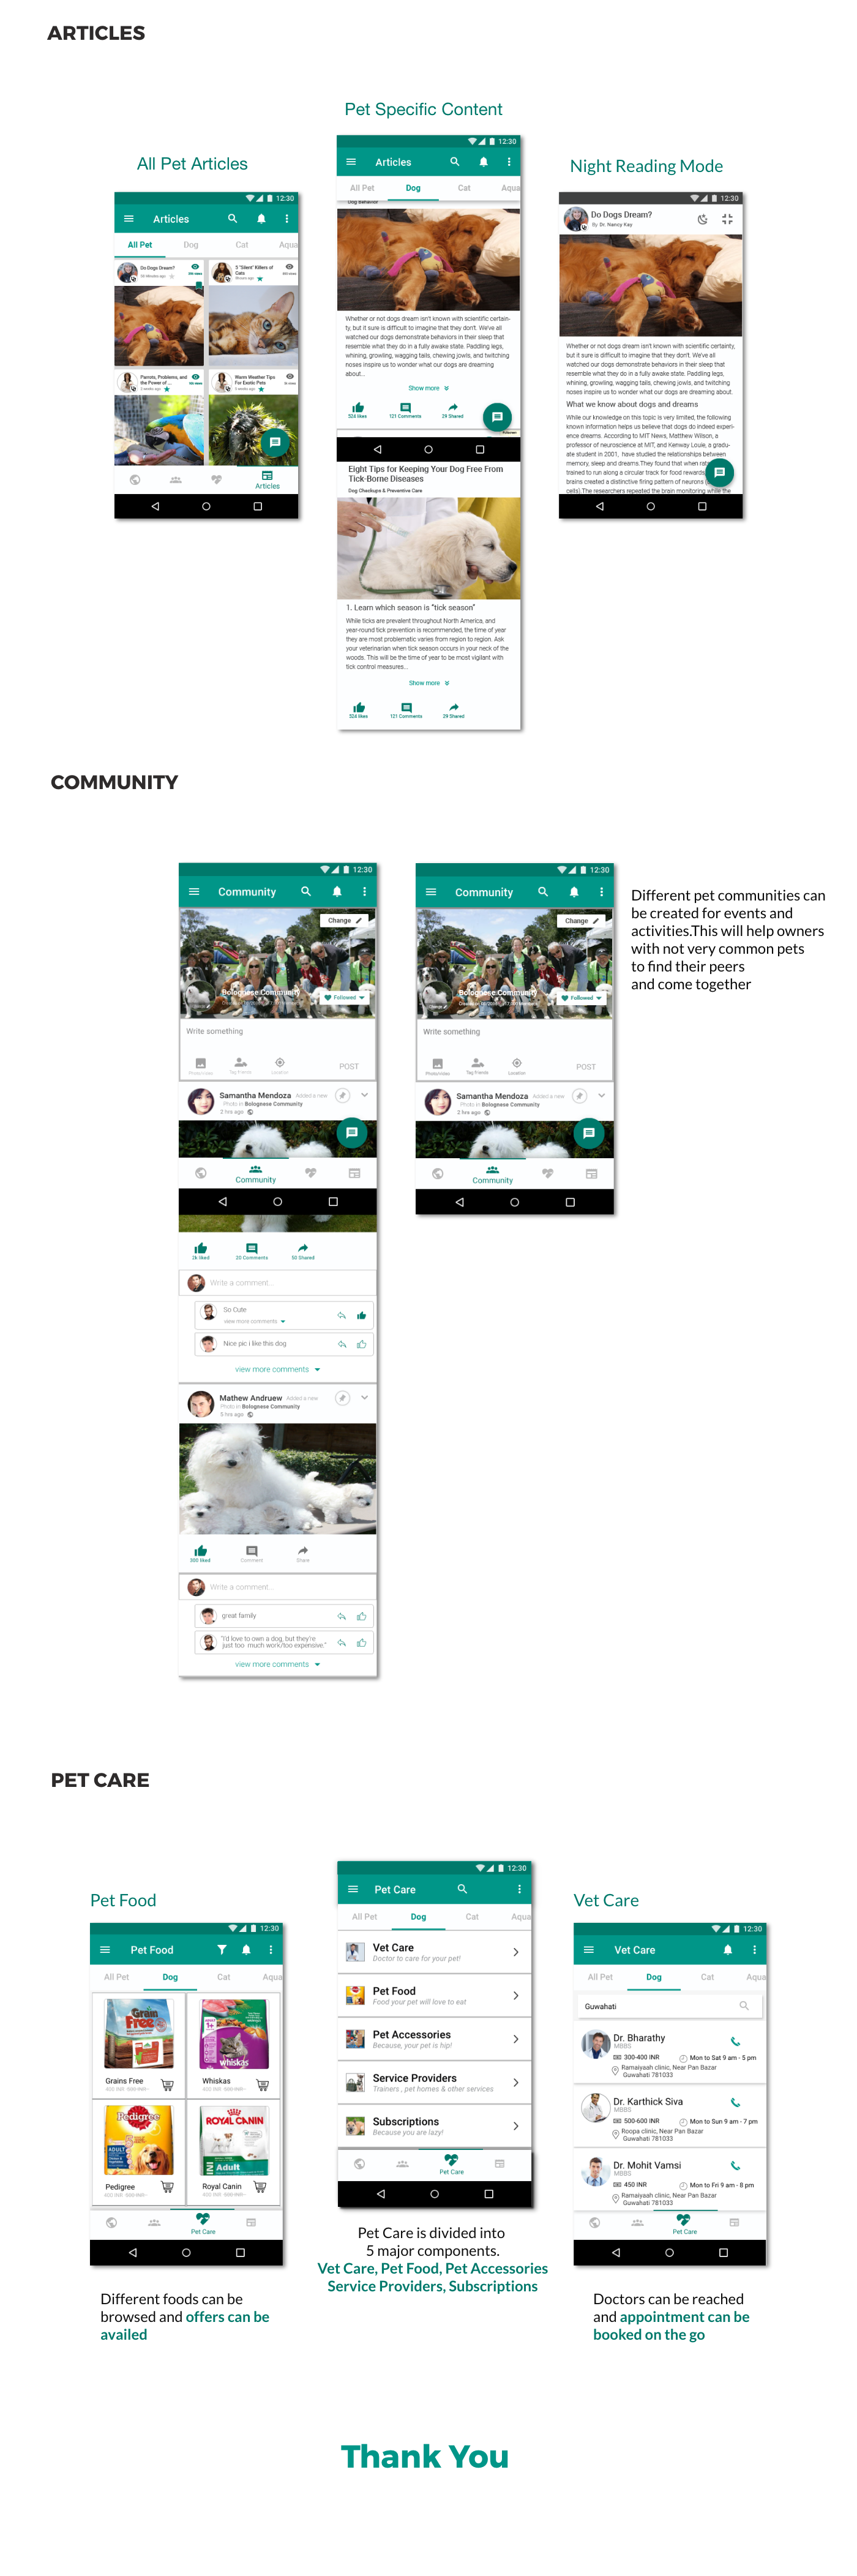 ARTICLES
Pet Specific Content
All Pet Articles
Night Reading Mode
12:30
Articles
All Pet Dog Cat Aqua
Do Dogs Dream?
5 "Silent" Killers of
Cats
Parrots, Problems, and
the Power of ...
Warm Weather Tips
For Exotic Pets
Articles
12:30
Articles
All Pet Dog Cat Aqua
Dog Behavior
Whether or not dogs dream isn't known with scientific certain-
ty, but it sure is difficult to imagine that they don't. We've all
watched our dogs demonstrate behaviors in their sleep that
resemble what they do in a fully awake state. Paddling legs,
whining, growling, wagging tails, chewing jowls, and twitching
noses inspire us to wonder what our dogs are dreaming
about...
Show more
524 likes 121 Comments 29 Shared
Eight Tips for Keeping Your Dog Free From
Tick-Borne Diseases
Dog Checkups & Preventive Care
1. Learn which season is "tick season"
While ticks are prevalent throughout North America, and
year-round tick prevention is recommended, the time of year
they are most problematic varies from region to region. Ask
your veterinarian when tick season occurs in your neck of the
woods. This will be the time of year to be most vigilant with
tick control measures...
Show more
324 likes 121 Comments 29 Shared
12:30
Do Dogs Dream?
By Dr. Nancy Kay
Whether or not dogs dream isn't known with scientific certainty,
but it sure is difficult to imagine that they don't. We've all
watched our dogs demonstrate behaviors in their sleep that
resemble what they do in a fully awake state. Paddling legs,
whining, growling, wagging tails, chewing jowls, and twitching
noses inspire us to wonder what our dogs are dreaming about.
What we know about dogs and dreams
While our knowledge on this topic is very limited, the following
known information helps us believe that dogs do indeed experi-
ence dreams. According to MIT News, Matthew Wilson, a
professor of neuroscience at MIT, and Kenway Louie, a gradu-
ate student in 2001, have studied the relationships between
memory, sleep and dreams.They found that when rats
trained to run along a circular track for food rewards
brains created a distinctive firing pattern of neurons
cells).The researchers repeated the brain monitoring while the
COMMUNITY
12:30
Community
Change
Bolognese Community
Followed
Write something
Photo/video Tag friends Location POST
Samantha Mendoza Added a new
Photo in Bolognese Community
2 hrs ago
Community
2k liked 20 Comments 50 Shared
Write a comment...
So Cute
view more comments
Nice pic i like this dog
view more comments
Mathew Andruew Added a new
Photo in Bolognese Community
5 hrs ago
300 liked Comment Share
Write a comment...
great family
"I'd love to own a dog, but they're
just too much work/too expensive."
view more comments
12:30
Community
Change
Bolognese Community
Followed
Write something
Photo/video Tag friends Location POST
Samantha Mendoza Added a new
Photo in Bolognese Community
2 hrs ago
Community
Different pet communities can
be created for events and
activities.This will help owners
with not very common pets
to find their peers
and come together
PET CARE
Pet Food
12:30
Pet Food
All Pet Dog Cat Aqua
Grain
Free
Grains Free
whiskas
Whiskas
Pedigree
ADULT
Pedigree
ROYAL CANIN
MINI Adult
Royal Canin
Pet Care
Different foods can be
browsed and offers can be
availed
12:30
Pet Care
All Pet Dog Cat Aqua
Vet Care
Doctor to care for your pet!
Pet Food
Food your pet will love to eat
Pet Accessories
Because, your pet is hip!
Service Providers
Trainers , pet homes & other services
Subscriptions
Because you are lazy!
Pet Care
Pet Care is divided into
5 major components.
Vet Care, Pet Food, Pet Accessories
Service Providers, Subscriptions
Vet Care
12:30
Vet Care
All Pet Dog Cat Aqua
Guwahati
Dr. Bharathy
MBBS
300-400 INR Mon to Sat 9 am - 5 pm
Ramaiyaah clinic, Near Pan Bazar
Guwahati 781033
Dr. Karthick Siva
MBBS
500-600 INR Mon to Sun 9 am - 7 pm
Roopa clinic, Near Pan Bazar
Guwahati 781033
Dr. Mohit Vamsi
MBBS
450 INR Mon to Fri 9 am - 8 pm
Ramaiyaah clinic, Near Pan Bazar
Guwahati 781033
Pet Care
Doctors can be reached
and appointment can be
booked on the go
Thank You